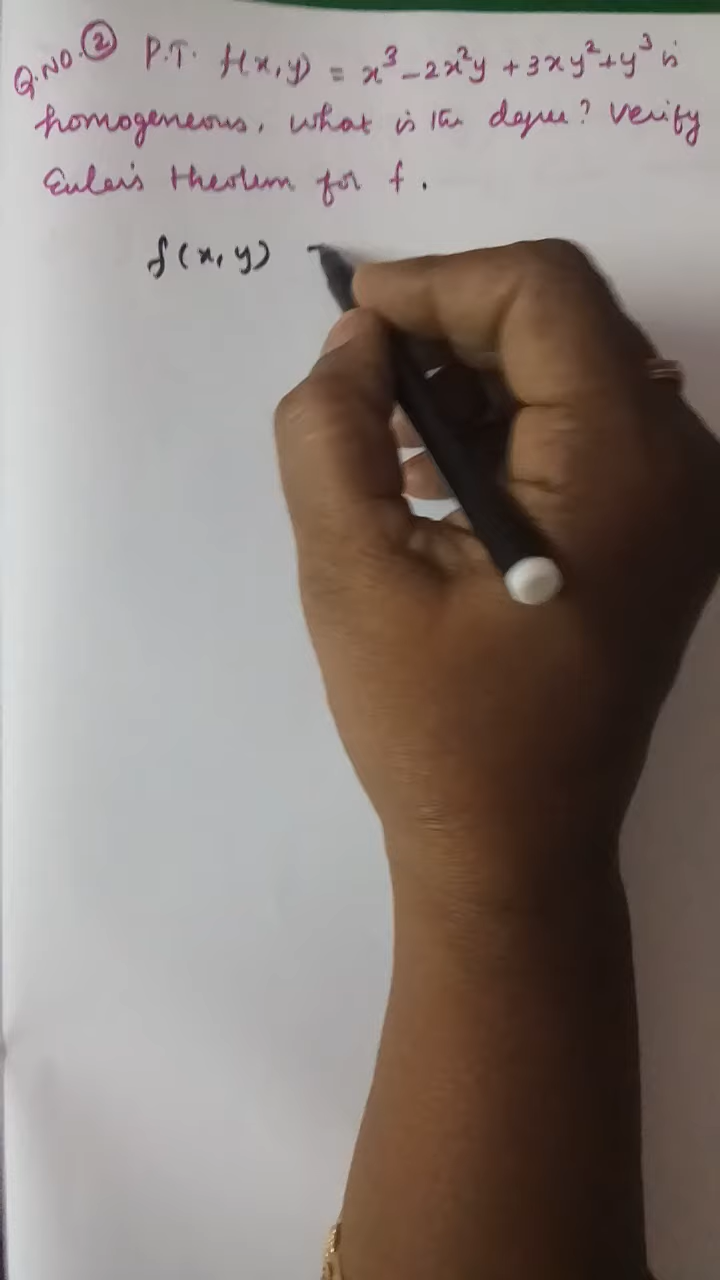 Q.NO. ② P.T. f(x,y) = x³-2x²y+3xy²+y³ is
homogeneous. What is the degree? Verify
Euler's theorem for f.
f(x,y)